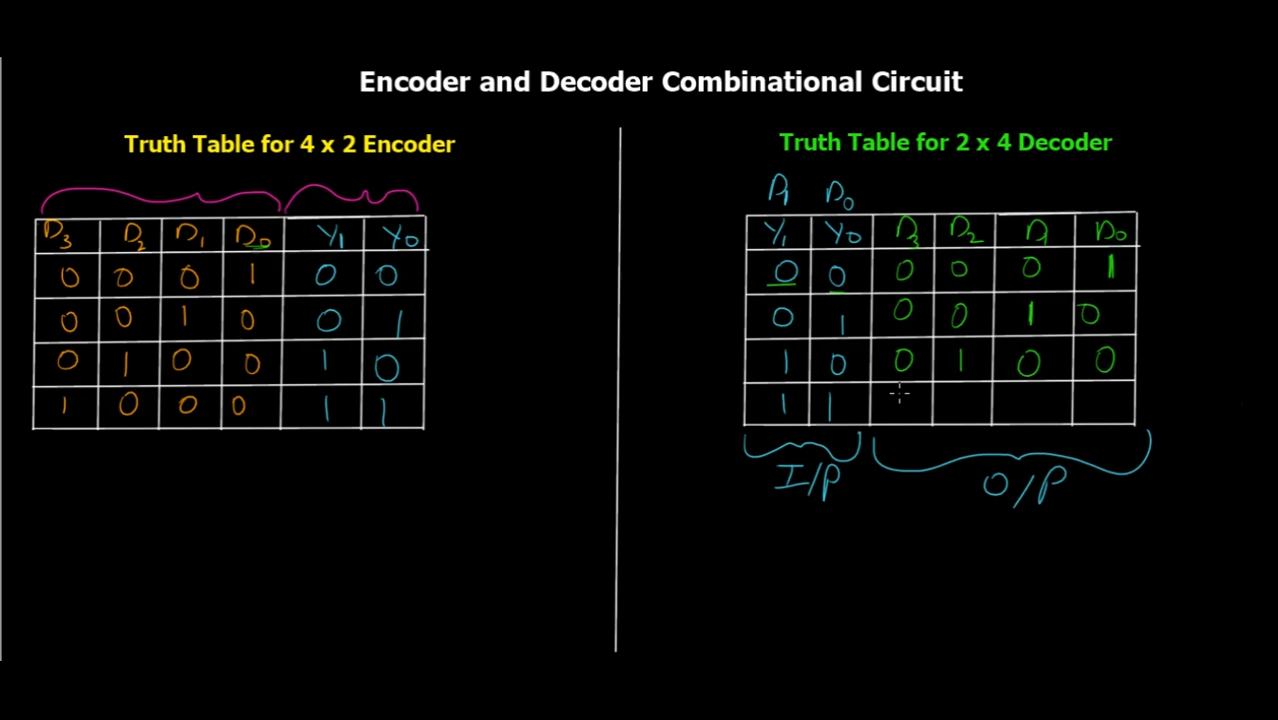 Encoder and Decoder Combinational Circuit
Truth Table for 4 x 2 Encoder
D3 D2 D1 D0 Y1 Y0
0 0 0 1 0 0
0 0 1 0 0 1
0 1 0 0 1 0
1 0 0 0 1 1
Truth Table for 2 x 4 Decoder
D1 D0
Y1 Y0 D3 D2 D1 D0
0 0 0 0 0 1
0 1 0 0 1 0
1 0 0 1 0 0
1 1
I/P O/P